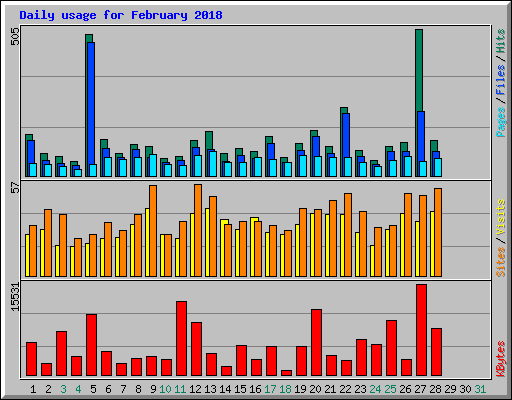 Daily usage for February 2018
505
Pages / Files / Hits
57
Sites / Visits
15531
KBytes
1 2 3 4 5 6 7 8 9 10 11 12 13 14 15 16 17 18 19 20 21 22 23 24 25 26 27 28 29 30 31